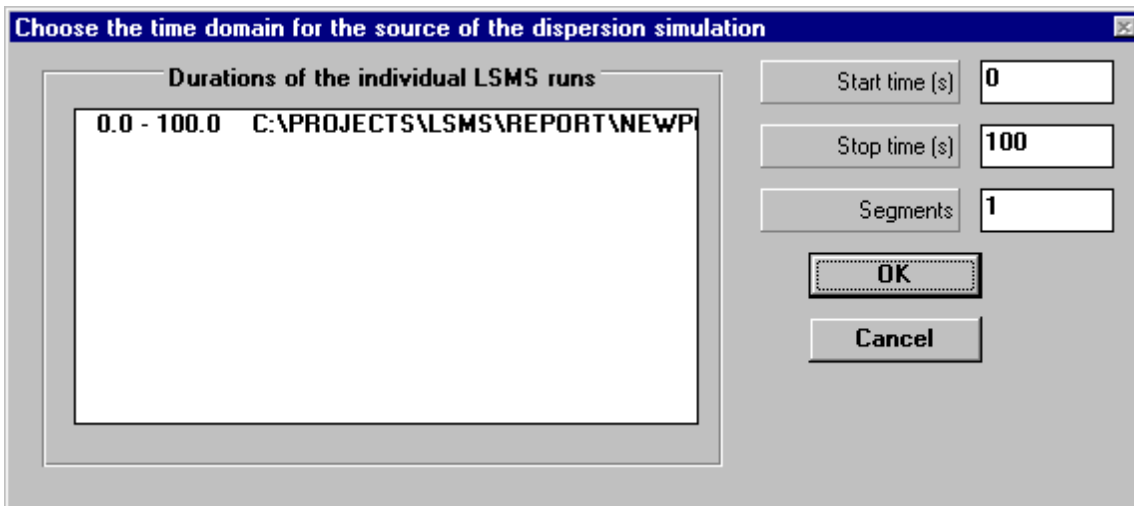 Choose the time domain for the source of the dispersion simulation
Durations of the individual LSMS runs
0.0 - 100.0 C:\PROJECTS\LSMS\REPORT\NEWP
Start time (s) 0
Stop time (s) 100
Segments 1
OK
Cancel